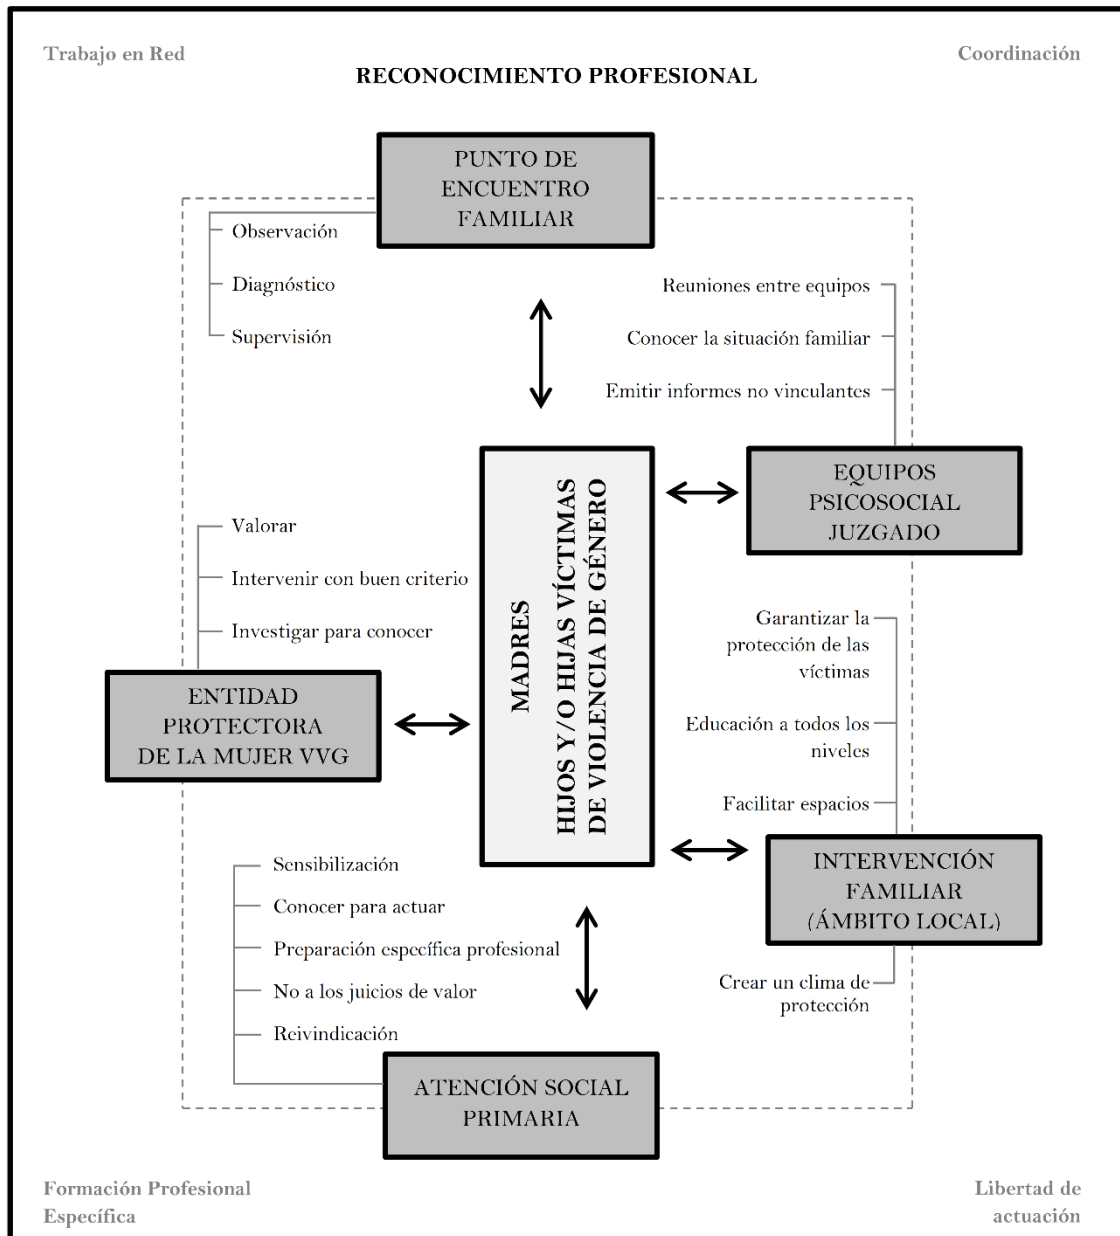 Trabajo en Red
Coordinación
RECONOCIMIENTO PROFESIONAL
PUNTO DE
ENCUENTRO
FAMILIAR
Observación
Diagnóstico
Supervisión
Reuniones entre equipos
Conocer la situación familiar
Emitir informes no vinculantes
EQUIPOS
PSICOSOCIAL
JUZGADO
MADRES
HIJOS Y/O HIJAS VÍCTIMAS
DE VIOLENCIA DE GÉNERO
Valorar
Intervenir con buen criterio
Investigar para conocer
ENTIDAD
PROTECTORA
DE LA MUJER VVG
Garantizar la
protección de las
víctimas
Educación a todos los
niveles
Facilitar espacios
INTERVENCIÓN
FAMILIAR
(ÁMBITO LOCAL)
Crear un clima de
protección
Sensibilización
Conocer para actuar
Preparación específica profesional
No a los juicios de valor
Reivindicación
ATENCIÓN SOCIAL
PRIMARIA
Formación Profesional
Específica
Libertad de
actuación